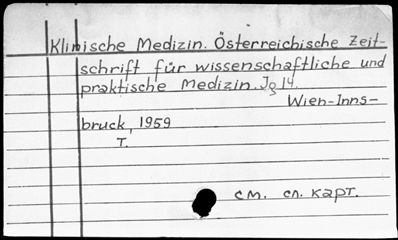 Klinische Medizin. Österreichische Zeit-
schrift für wissenschaftliche und
praktische Medizin. Jg 14.
Wien-Inns-
bruck, 1959
T.
см. сл. карт.